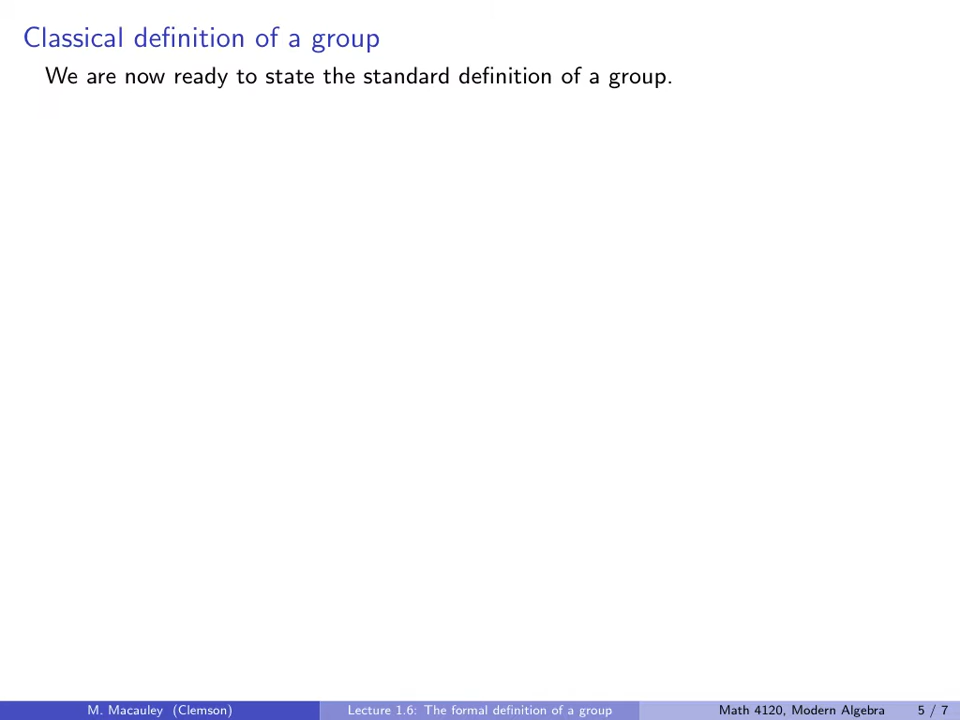 Classical definition of a group
We are now ready to state the standard definition of a group.
M. Macauley (Clemson)
Lecture 1.6: The formal definition of a group
Math 4120, Modern Algebra
5 / 7